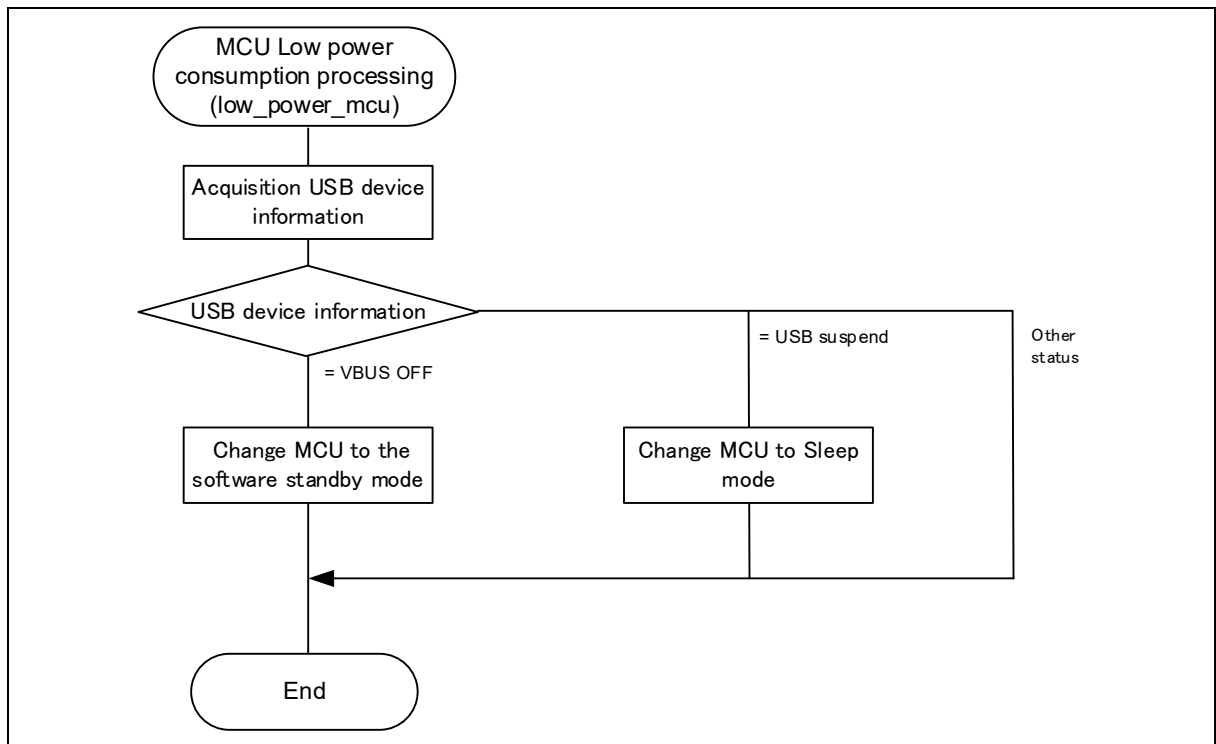 MCU Low power
consumption processing
(low_power_mcu)
Acquisition USB device
information
USB device information
= USB suspend
Other
status
= VBUS OFF
Change MCU to the
software standby mode
Change MCU to Sleep
mode
End